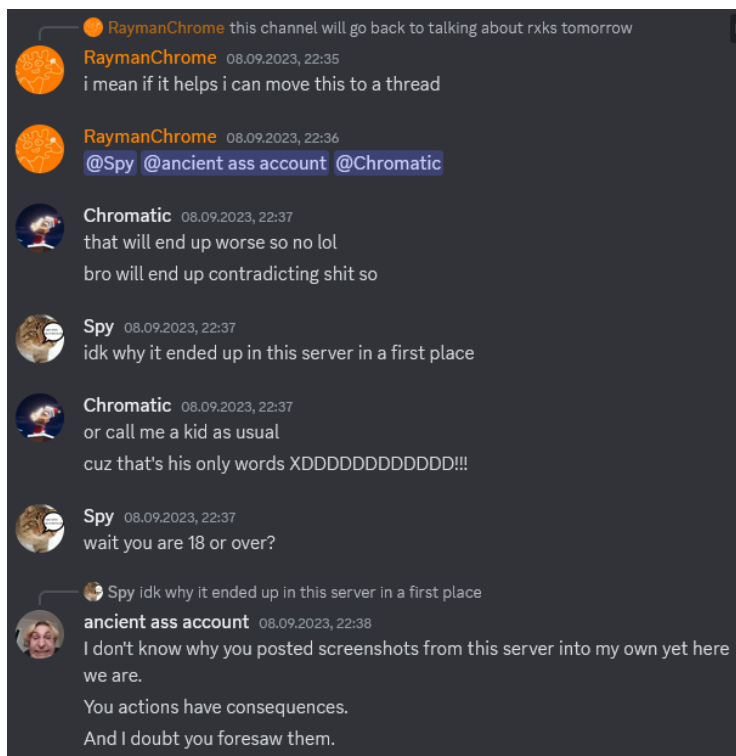 RaymanChrome this channel will go back to talking about rxks tomorrow
RaymanChrome 08.09.2023, 22:35
i mean if it helps i can move this to a thread
RaymanChrome 08.09.2023, 22:36
@Spy @ancient ass account @Chromatic
Chromatic 08.09.2023, 22:37
that will end up worse so no lol
bro will end up contradicting shit so
Spy 08.09.2023, 22:37
idk why it ended up in this server in a first place
Chromatic 08.09.2023, 22:37
or call me a kid as usual
cuz that's his only words XDDDDDDDDDDDD!!!
Spy 08.09.2023, 22:37
wait you are 18 or over?
Spy idk why it ended up in this server in a first place
ancient ass account 08.09.2023, 22:38
I don't know why you posted screenshots from this server into my own yet here
we are.
You actions have consequences.
And I doubt you foresaw them.